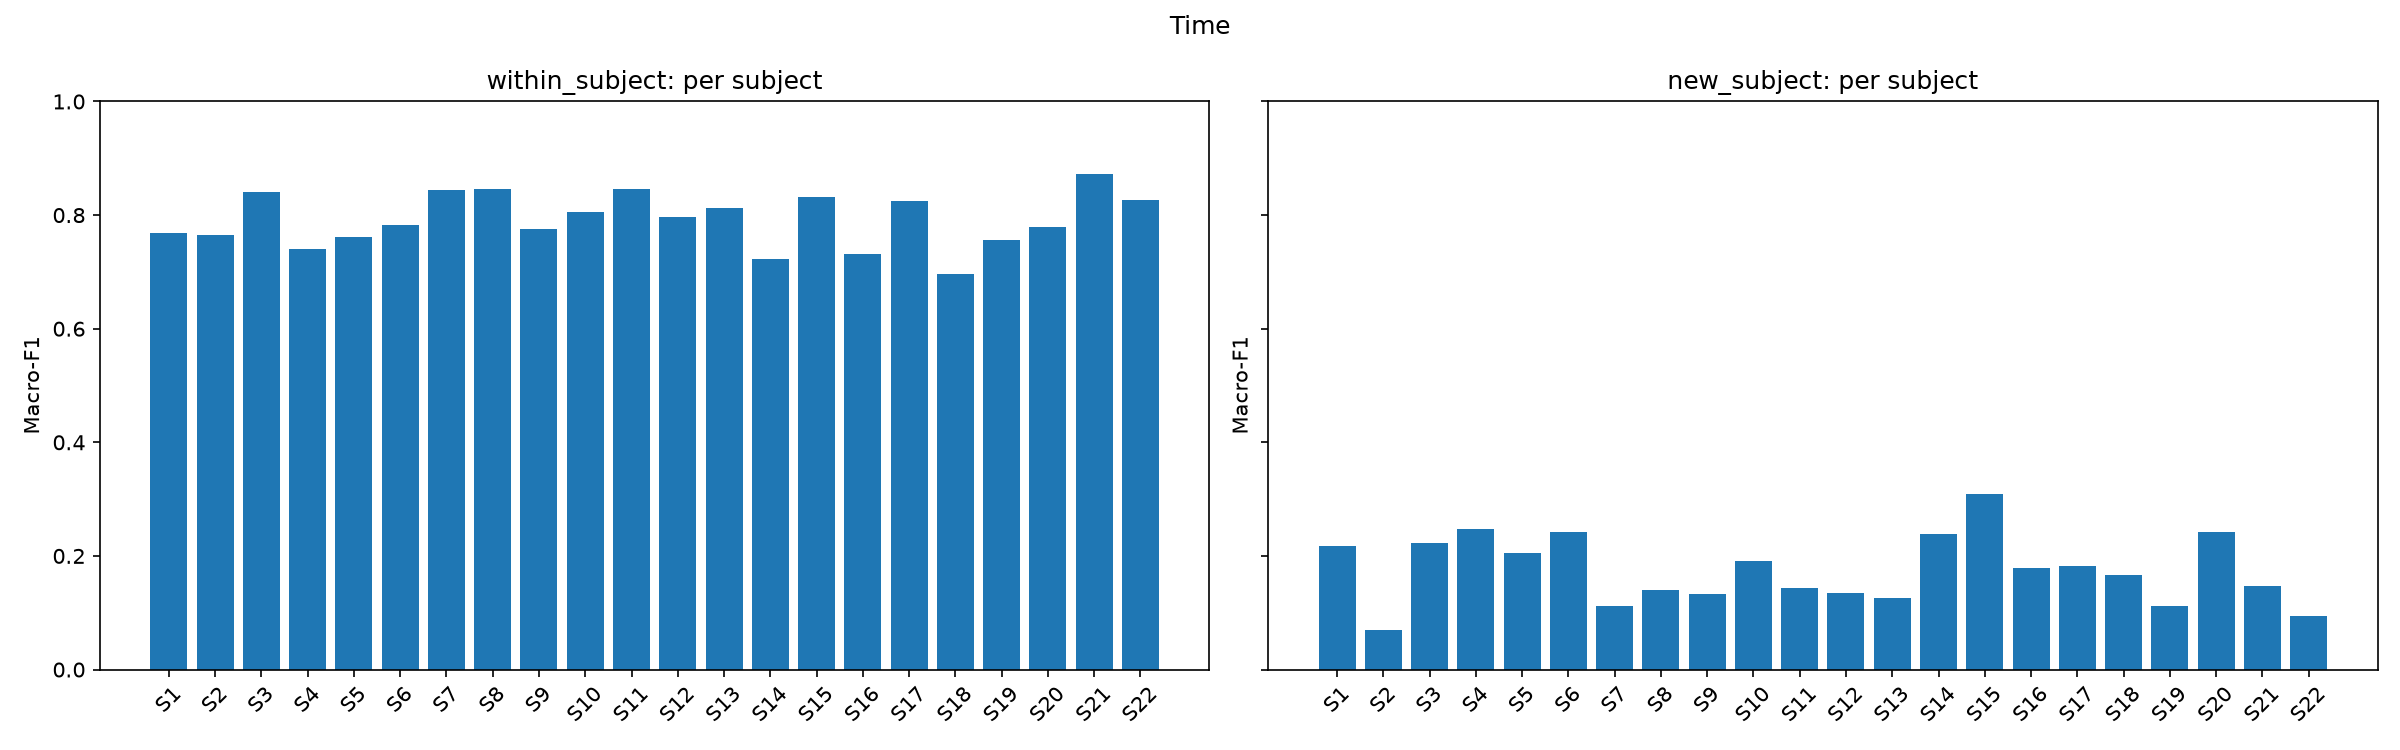 Time
within_subject: per subject
Macro-F1
1.0
0.8
0.6
0.4
0.2
0.0
S1 S2 S3 S4 S5 S6 S7 S8 S9 S10 S11 S12 S13 S14 S15 S16 S17 S18 S19 S20 S21 S22
new_subject: per subject
Macro-F1
S1 S2 S3 S4 S5 S6 S7 S8 S9 S10 S11 S12 S13 S14 S15 S16 S17 S18 S19 S20 S21 S22